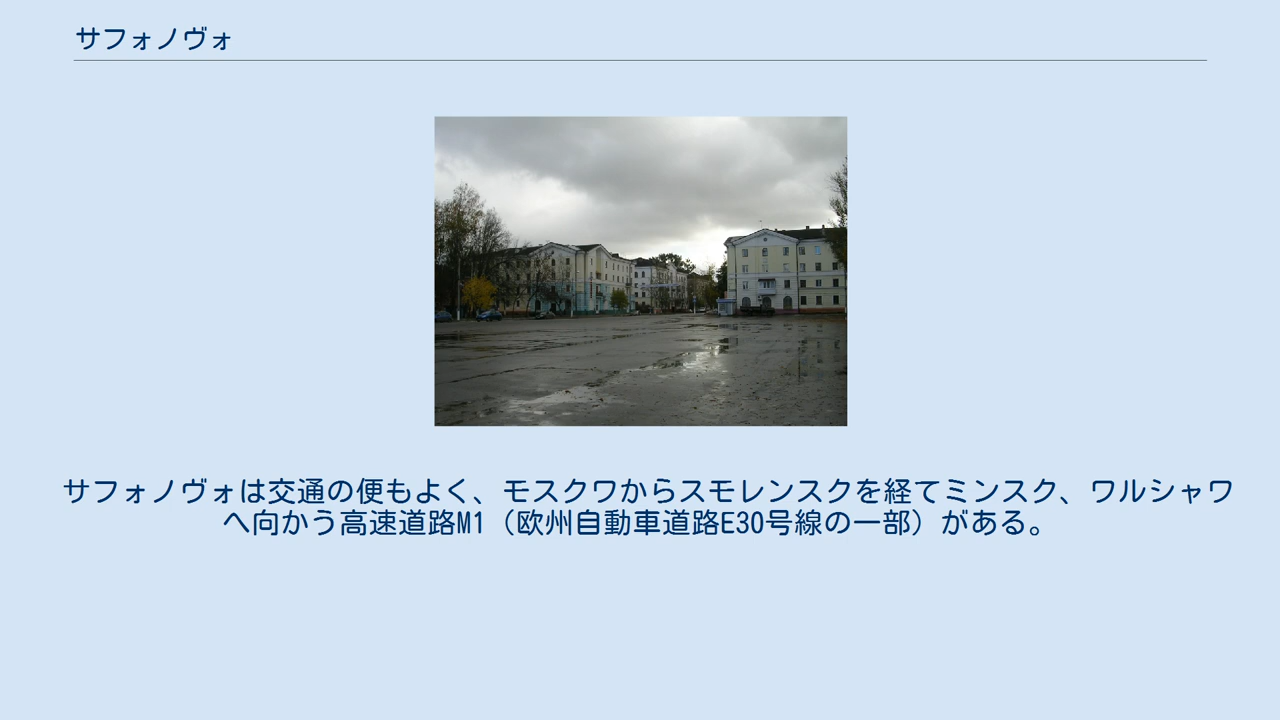 サフォノヴォ
サフォノヴォは交通の便もよく、モスクワからスモレンスクを経てミンスク、ワルシャワ
へ向かう高速道路M1（欧州自動車道路E30号線の一部）がある。